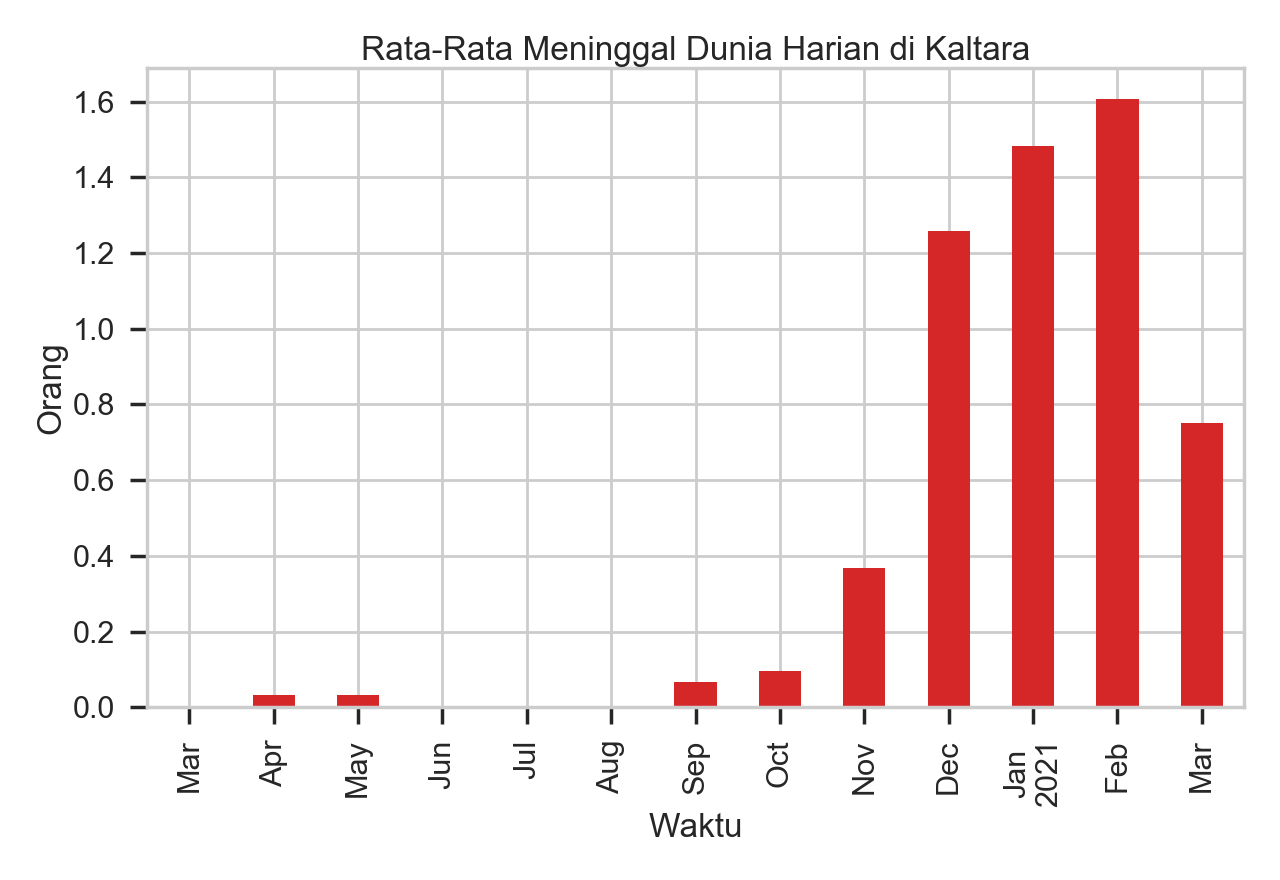 Rata-Rata Meninggal Dunia Harian di Kaltara
1.6
1.4
1.2
1.0
0.8
0.6
0.4
0.2
0.0
Orang
Mar
Apr
May
Jun
Jul
Aug
Sep
Oct
Nov
Dec
Jan
2021
Feb
Mar
Waktu